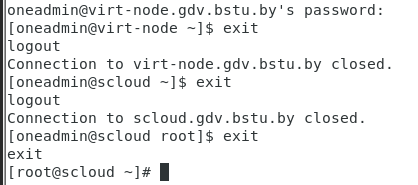 oneadmin@virt-node.gdv.bstu.by's password:
[oneadmin@virt-node ~]$ exit
logout
Connection to virt-node.gdv.bstu.by closed.
[oneadmin@scloud ~]$ exit
logout
Connection to scloud.gdv.bstu.by closed.
[oneadmin@scloud root]$ exit
exit
[root@scloud ~]#